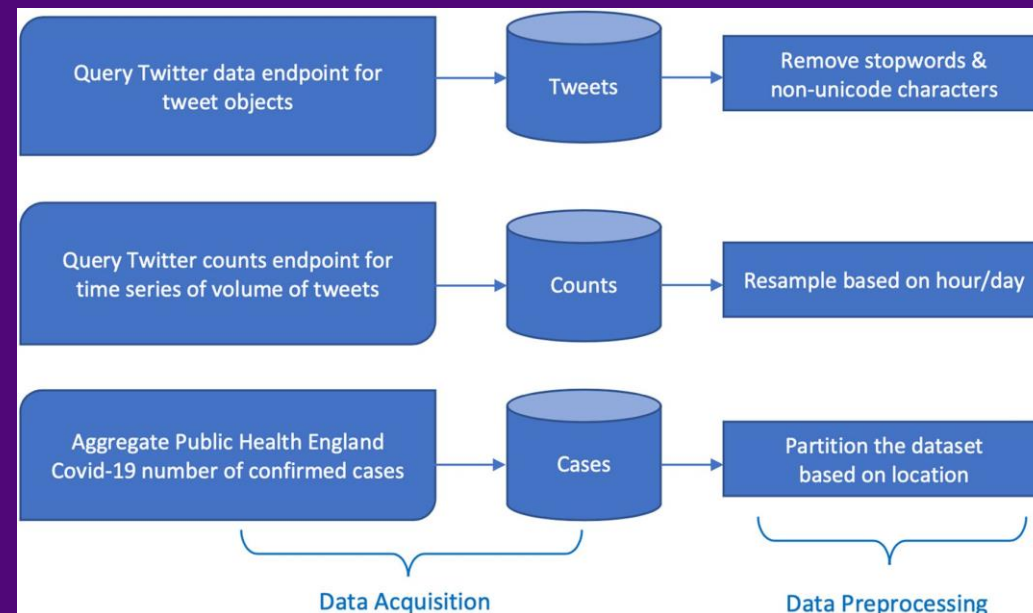 Query Twitter data endpoint for
tweet objects
Tweets
Remove stopwords &
non-unicode characters
Query Twitter counts endpoint for
time series of volume of tweets
Counts
Resample based on hour/day
Aggregate Public Health England
Covid-19 number of confirmed cases
Cases
Partition the dataset
based on location
Data Acquisition
Data Preprocessing